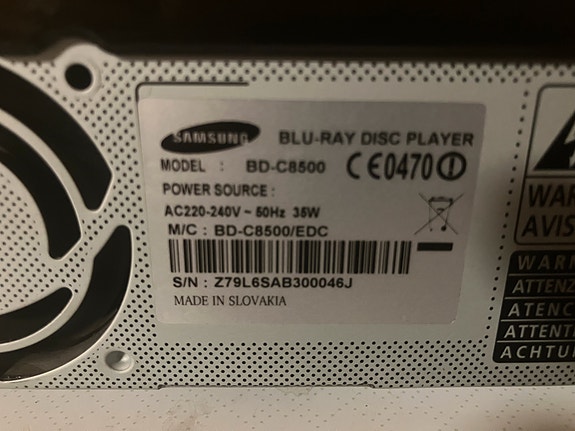 SAMSUNG BLU-RAY DISC PLAYER
MODEL : BD-C8500 CE0470
POWER SOURCE :
AC220-240V ~ 50Hz 35W
M/C : BD-C8500/EDC
S/N : Z79L6SAB300046J
MADE IN SLOVAKIA
WAR
AVIS
WARN
ATTENZ
ATENC
ATTENTI
ACHTU